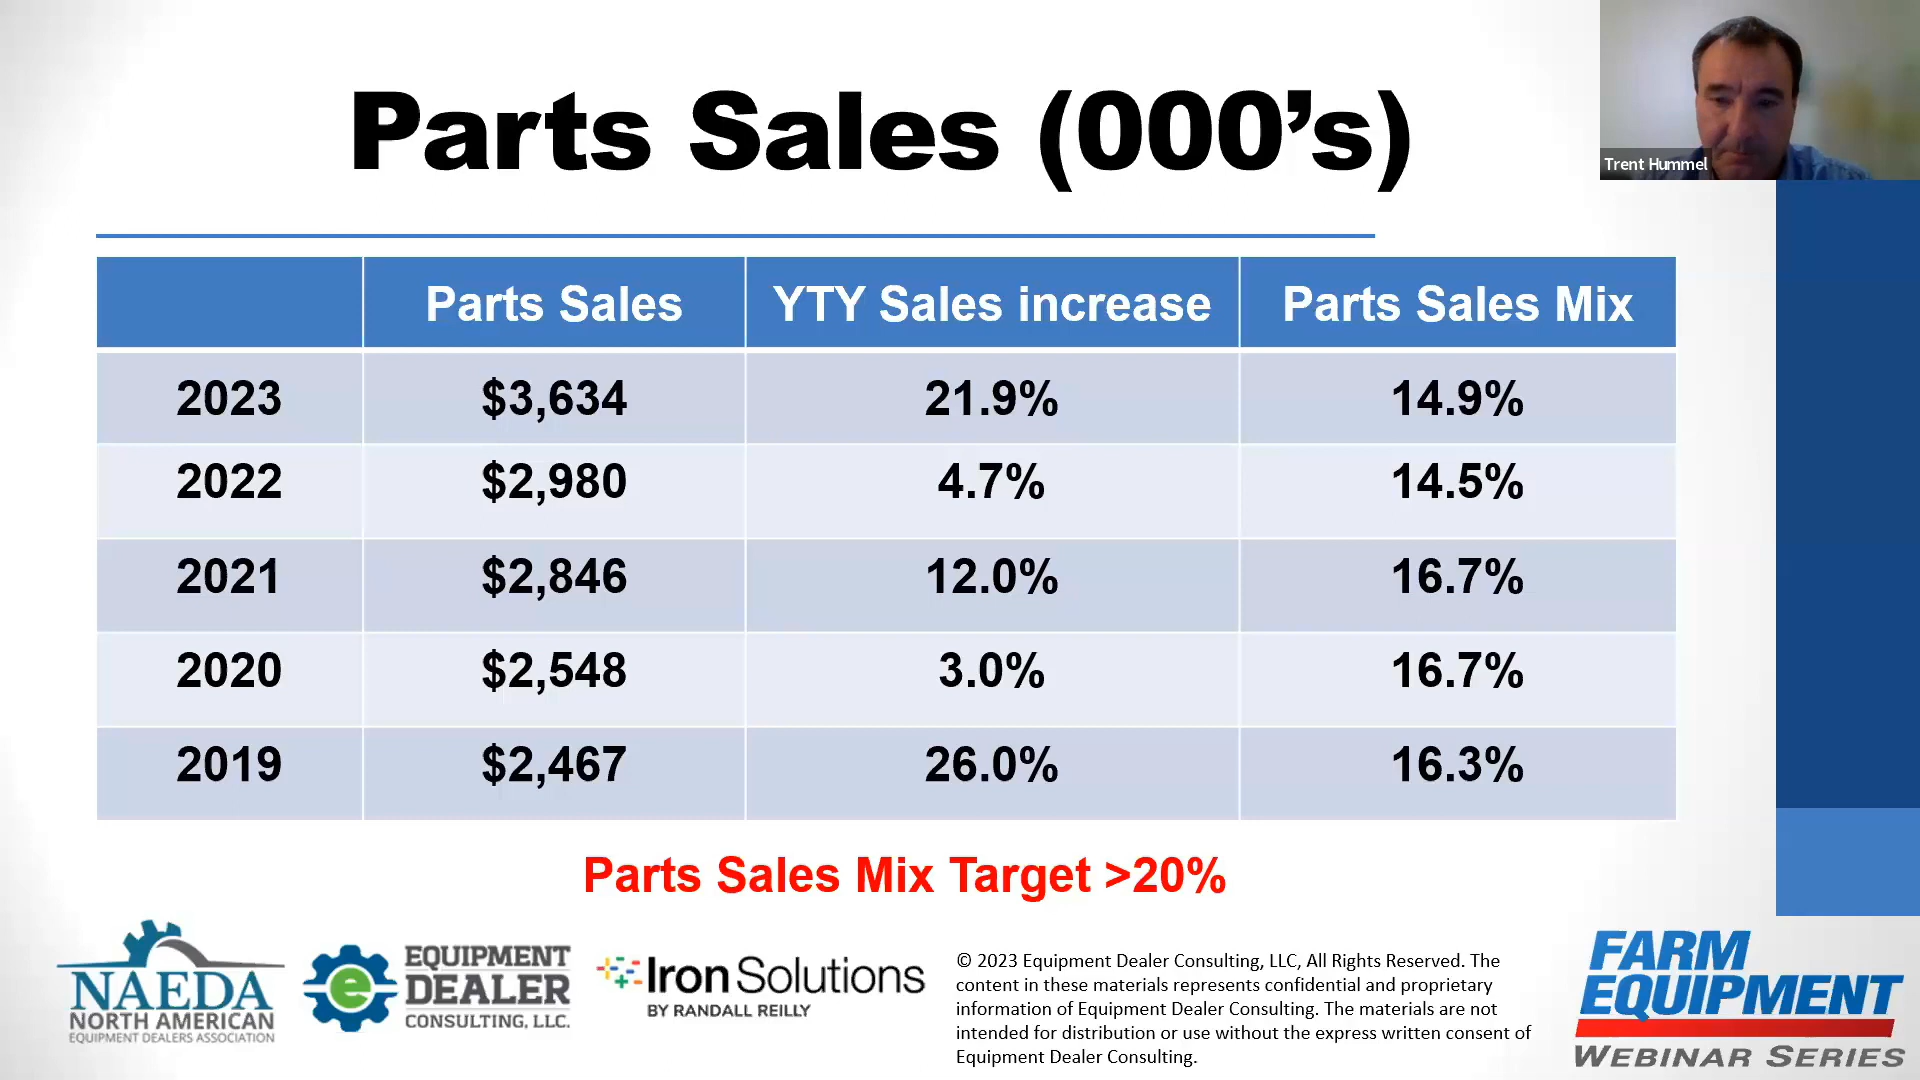 Parts Sales (000’s)
Trent Hummel
Parts Sales YTY Sales increase Parts Sales Mix
2023 $3,634 21.9% 14.9%
2022 $2,980 4.7% 14.5%
2021 $2,846 12.0% 16.7%
2020 $2,548 3.0% 16.7%
2019 $2,467 26.0% 16.3%
Parts Sales Mix Target >20%
NAEDA
NORTH AMERICAN
EQUIPMENT DEALERS ASSOCIATION
e
EQUIPMENT
DEALER
CONSULTING, LLC.
IronSolutions
BY RANDALL REILLY
© 2023 Equipment Dealer Consulting, LLC, All Rights Reserved. The
content in these materials represents confidential and proprietary
information of Equipment Dealer Consulting. The materials are not
intended for distribution or use without the express written consent of
Equipment Dealer Consulting.
FARM
EQUIPMENT
WEBINAR SERIES